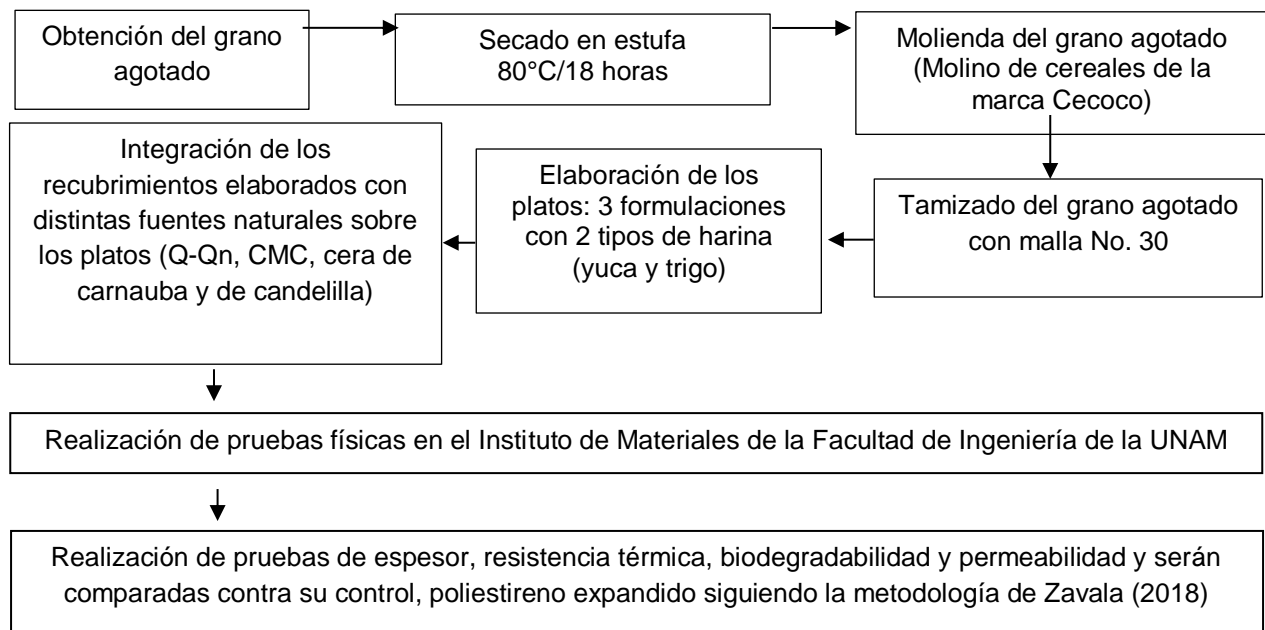 Obtención del grano
agotado
Secado en estufa
80°C/18 horas
Molienda del grano agotado
(Molino de cereales de la
marca Cecoco)
Tamizado del grano agotado
con malla No. 30
Elaboración de los
platos: 3 formulaciones
con 2 tipos de harina
(yuca y trigo)
Integración de los
recubrimientos elaborados con
distintas fuentes naturales sobre
los platos (Q-Qn, CMC, cera de
carnauba y de candelilla)
Realización de pruebas físicas en el Instituto de Materiales de la Facultad de Ingeniería de la UNAM
Realización de pruebas de espesor, resistencia térmica, biodegradabilidad y permeabilidad y serán
comparadas contra su control, poliestireno expandido siguiendo la metodología de Zavala (2018)